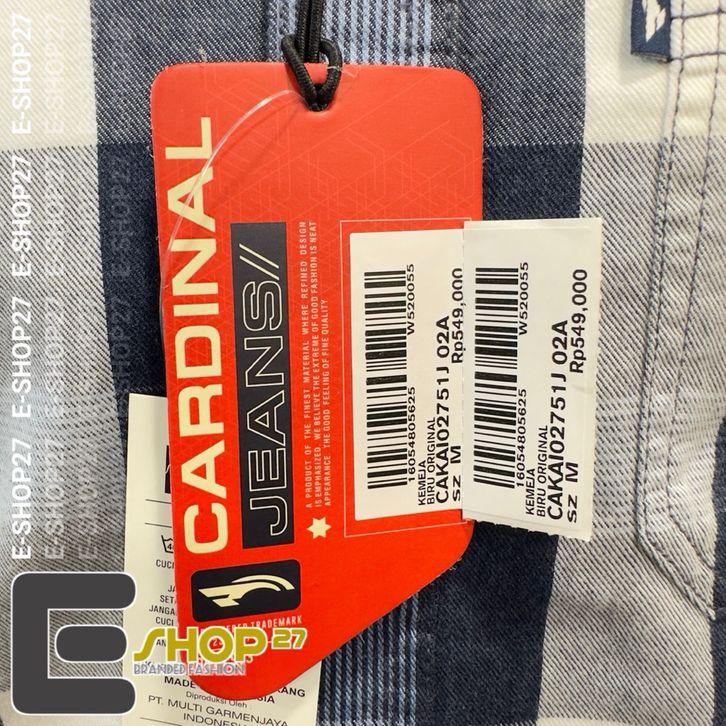 E-SHOP27 E-SHOP27 E-SHOP27 E-SHOP27 E-SHOP27
CARDINAL
JEANS//
A PRODUCT OF THE FINEST MATERIAL WHERE REFINED DESIGN
IS EMPHASIZED. WE BELIEVE THE EXTREME OF GOOD FASHION IS NEAT
APPEARANCE. THE GOOD FEELING OF FINE QUALITY
TRADEMARK
16054805625 W520055
KEMEJA
BIRU ORIGINAL
CAKAI02751J 02A
SZ M Rp549,000
16054805625 W520055
KEMEJA
BIRU ORIGINAL
CAKAI02751J 02A
SZ M Rp549,000
E SHOP 27
BRANDED FASHION
Diproduksi Oleh
PT. MULTI GARMENJAYA
INDONESIA